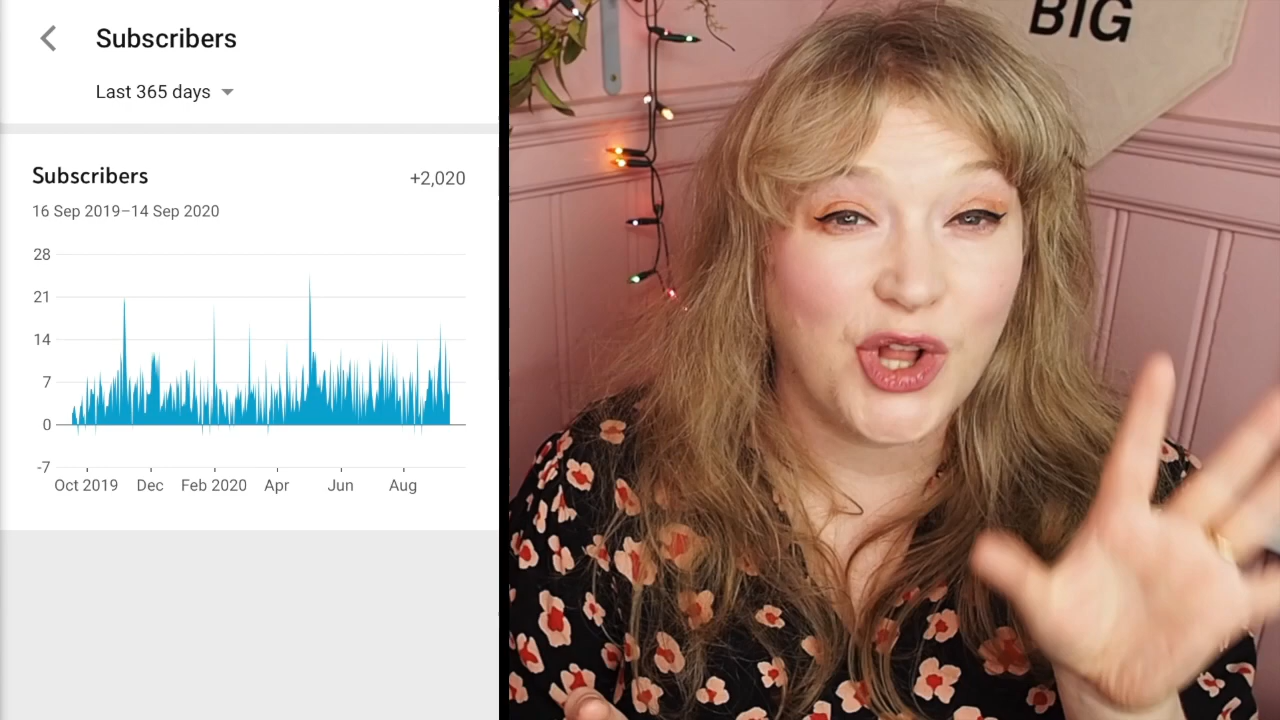 Subscribers
Last 365 days
Subscribers
+2,020
16 Sep 2019–14 Sep 2020
28
21
14
7
0
-7
Oct 2019 Dec Feb 2020 Apr Jun Aug
BIG